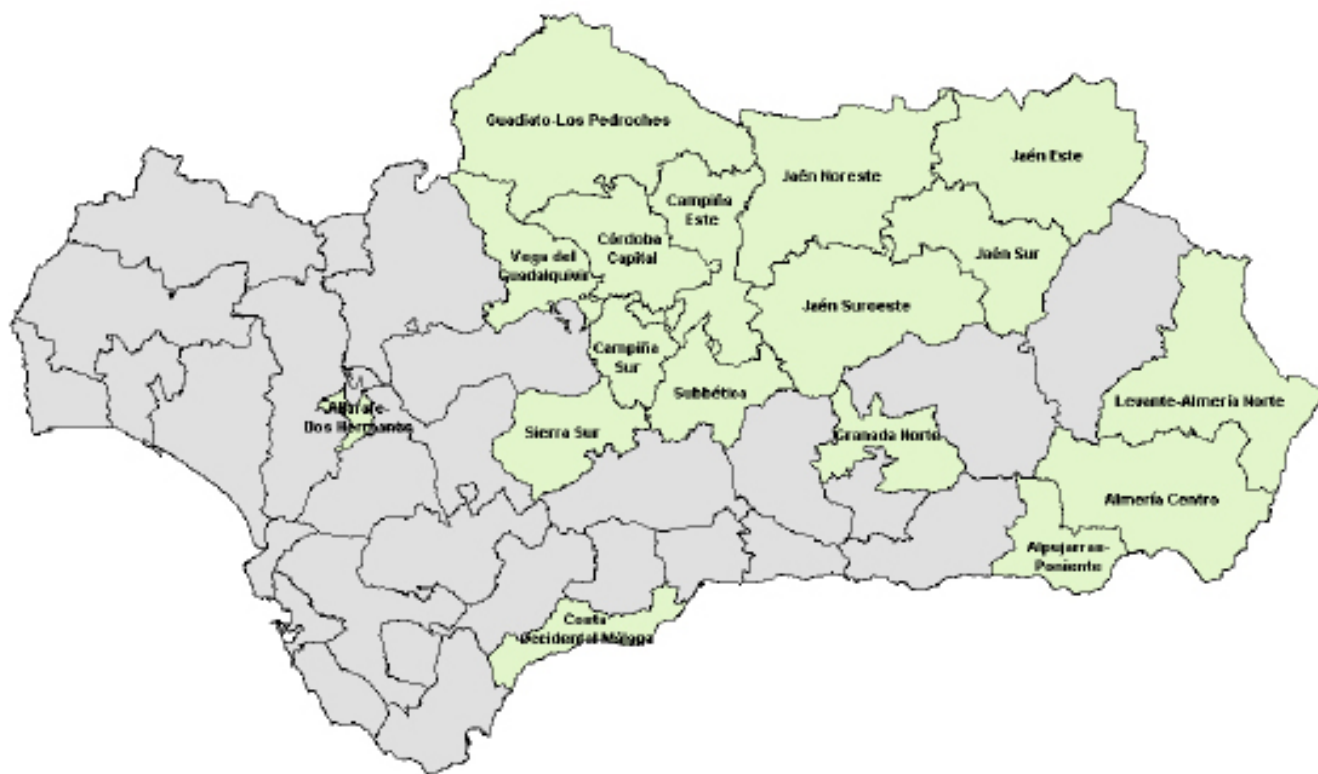 Guadiato-Los Pedroches
Jaén Este
Jaén Noreste
Campiña
Este
Córdoba
Capital
Vega del
Guadalquivir
Jaén Sur
Jaén Suroeste
Campiña
Sur
Subbética
Levante-Almería Norte
Aljarafe-
Dos Hermanas
Sierra Sur
Granada Norte
Almería Centro
Alpujarras-
Poniente
Costa
Occidental-Málaga